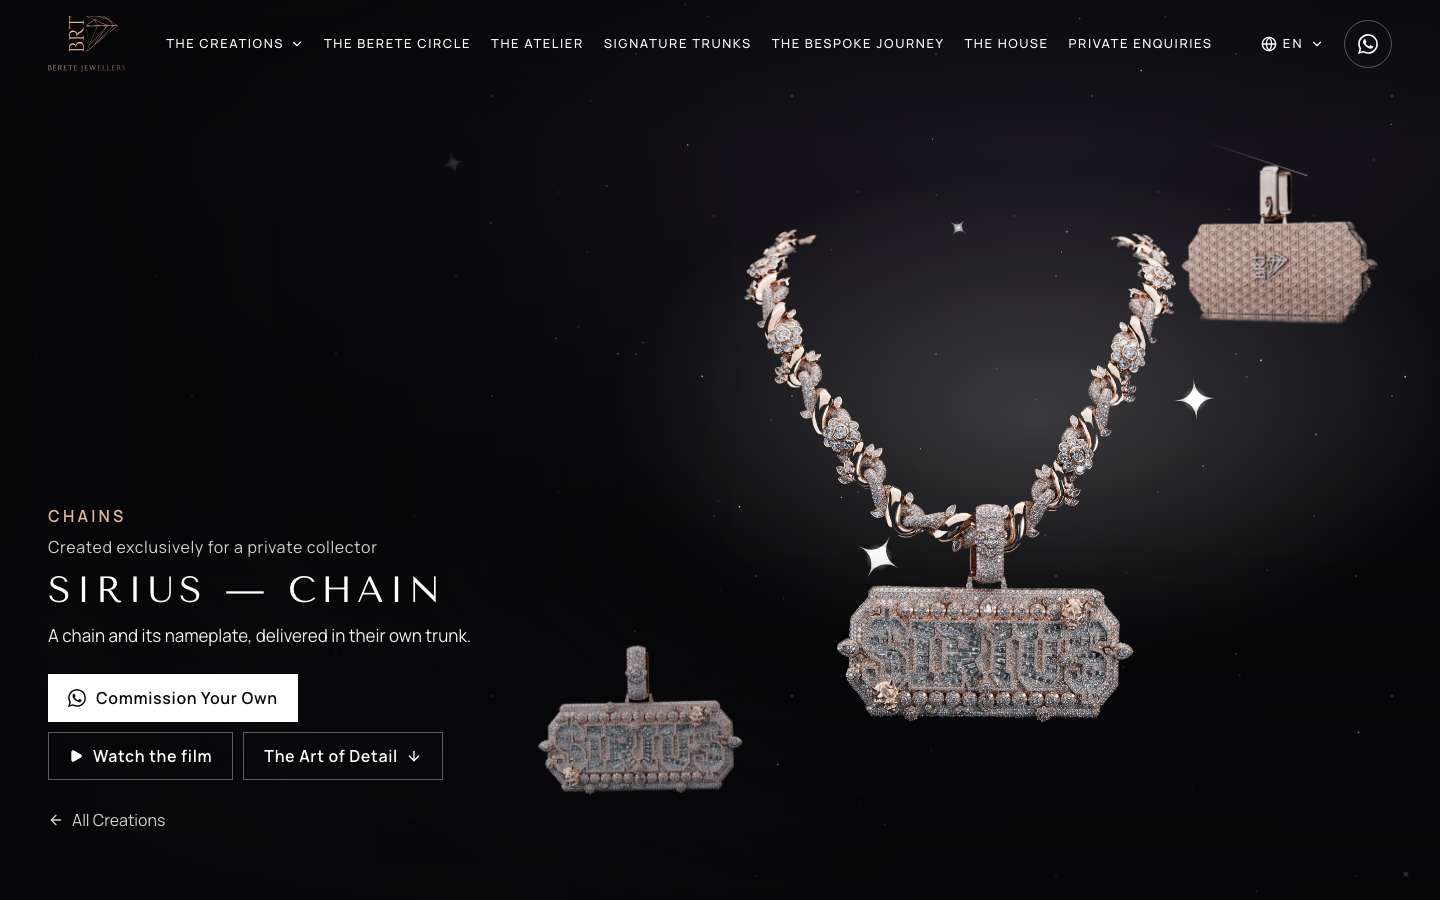 BRT
BERETE JEWELLERS
THE CREATIONS
THE BERETE CIRCLE
THE ATELIER
SIGNATURE TRUNKS
THE BESPOKE JOURNEY
THE HOUSE
PRIVATE ENQUIRIES
EN
CHAINS
Created exclusively for a private collector
SIRIUS — CHAIN
A chain and its nameplate, delivered in their own trunk.
Commission Your Own
Watch the film
The Art of Detail
All Creations
SIRIUS
SIRIUS
BRT